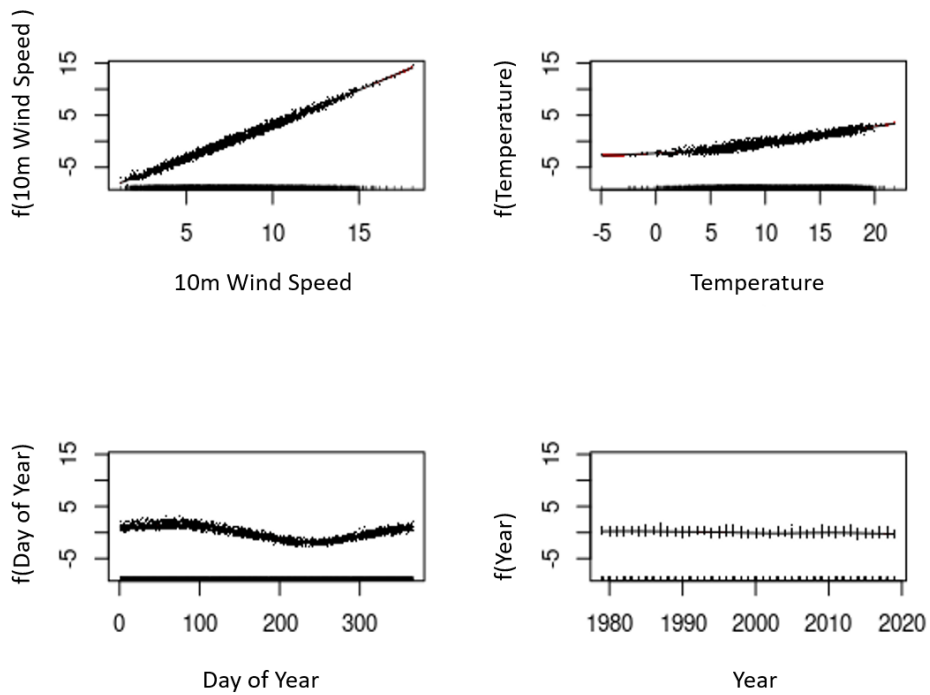 f(10m Wind Speed )
15
5
-5
5 10 15
10m Wind Speed
f(Temperature)
15
5
-5
-5 0 5 10 15 20
Temperature
f(Day of Year)
15
5
-5
0 100 200 300
Day of Year
f(Year)
15
5
-5
1980 1990 2000 2010 2020
Year